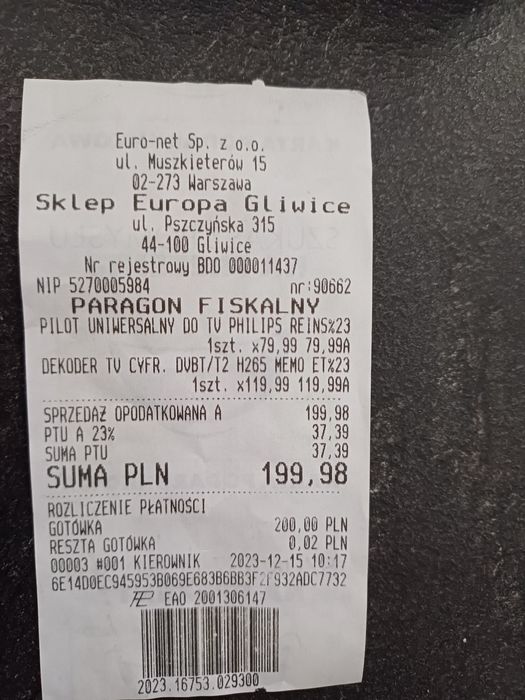 Euro-net Sp. z o.o.
ul. Muszkieterów 15
02-273 Warszawa
Sklep Europa Gliwice
ul. Pszczyńska 315
44-100 Gliwice
Nr rejestrowy BDO 000011437
NIP 5270005984 nr:90662
PARAGON FISKALNY
PILOT UNIWERSALNY DO TV PHILIPS REINS%23
1szt. x79,99 79,99A
DEKODER TV CYFR. DVBT/T2 H265 MEMO ET%23
1szt. x119,99 119,99A
SPRZEDAŻ OPODATKOWANA A 199,98
PTU A 23% 37,39
SUMA PTU 37,39
SUMA PLN 199,98
ROZLICZENIE PŁATNOŚCI
GOTÓWKA 200,00 PLN
RESZTA GOTÓWKA 0,02 PLN
00003 #001 KIEROWNIK 2023-12-15 10:17
6E14D0EC945953B069E683B6BB3F2F932ADC7732
EAO 2001306147
2023.16753.029300